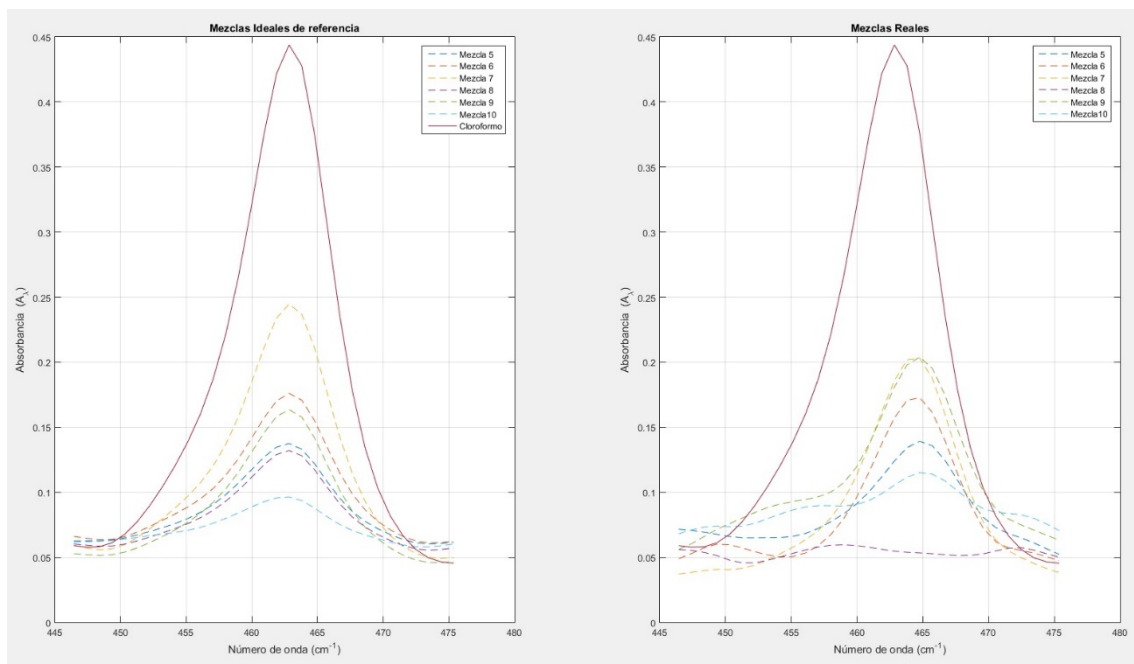 Mezclas Ideales de referencia
0.45
0.4
0.35
0.3
0.25
0.2
0.15
0.1
0.05
0
Absorbancia (Aλ)
445 450 455 460 465 470 475 480
Número de onda (cm-1)
Mezcla 5
Mezcla 6
Mezcla 7
Mezcla 8
Mezcla 9
Mezcla10
Cloroformo
Mezclas Reales
0.45
0.4
0.35
0.3
0.25
0.2
0.15
0.1
0.05
0
Absorbancia (Aλ)
445 450 455 460 465 470 475 480
Número de onda (cm-1)
Mezcla 5
Mezcla 6
Mezcla 7
Mezcla 8
Mezcla 9
Mezcla10